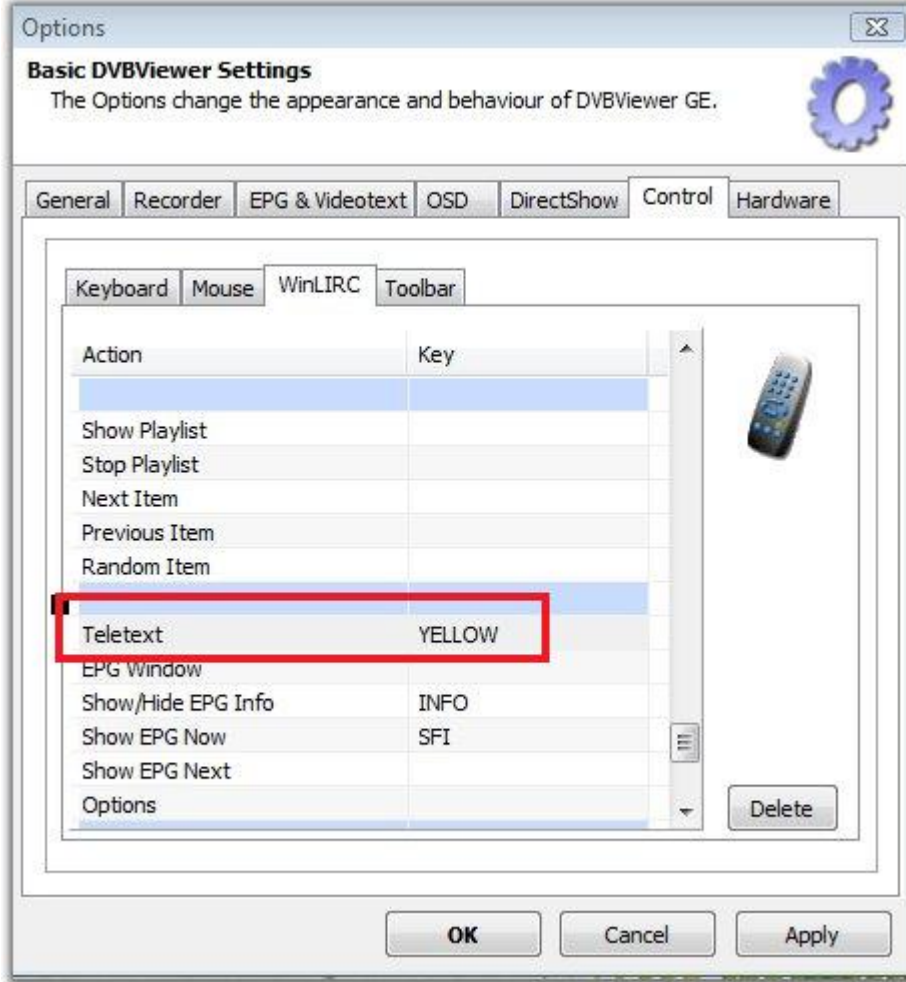 Options
Basic DVBViewer Settings
The Options change the appearance and behaviour of DVBViewer GE.
General Recorder EPG & Videotext OSD DirectShow Control Hardware
Keyboard Mouse WinLIRC Toolbar
Action Key
Show Playlist
Stop Playlist
Next Item
Previous Item
Random Item
Teletext YELLOW
EPG Window
Show/Hide EPG Info INFO
Show EPG Now SFI
Show EPG Next
Options
Delete
OK Cancel Apply